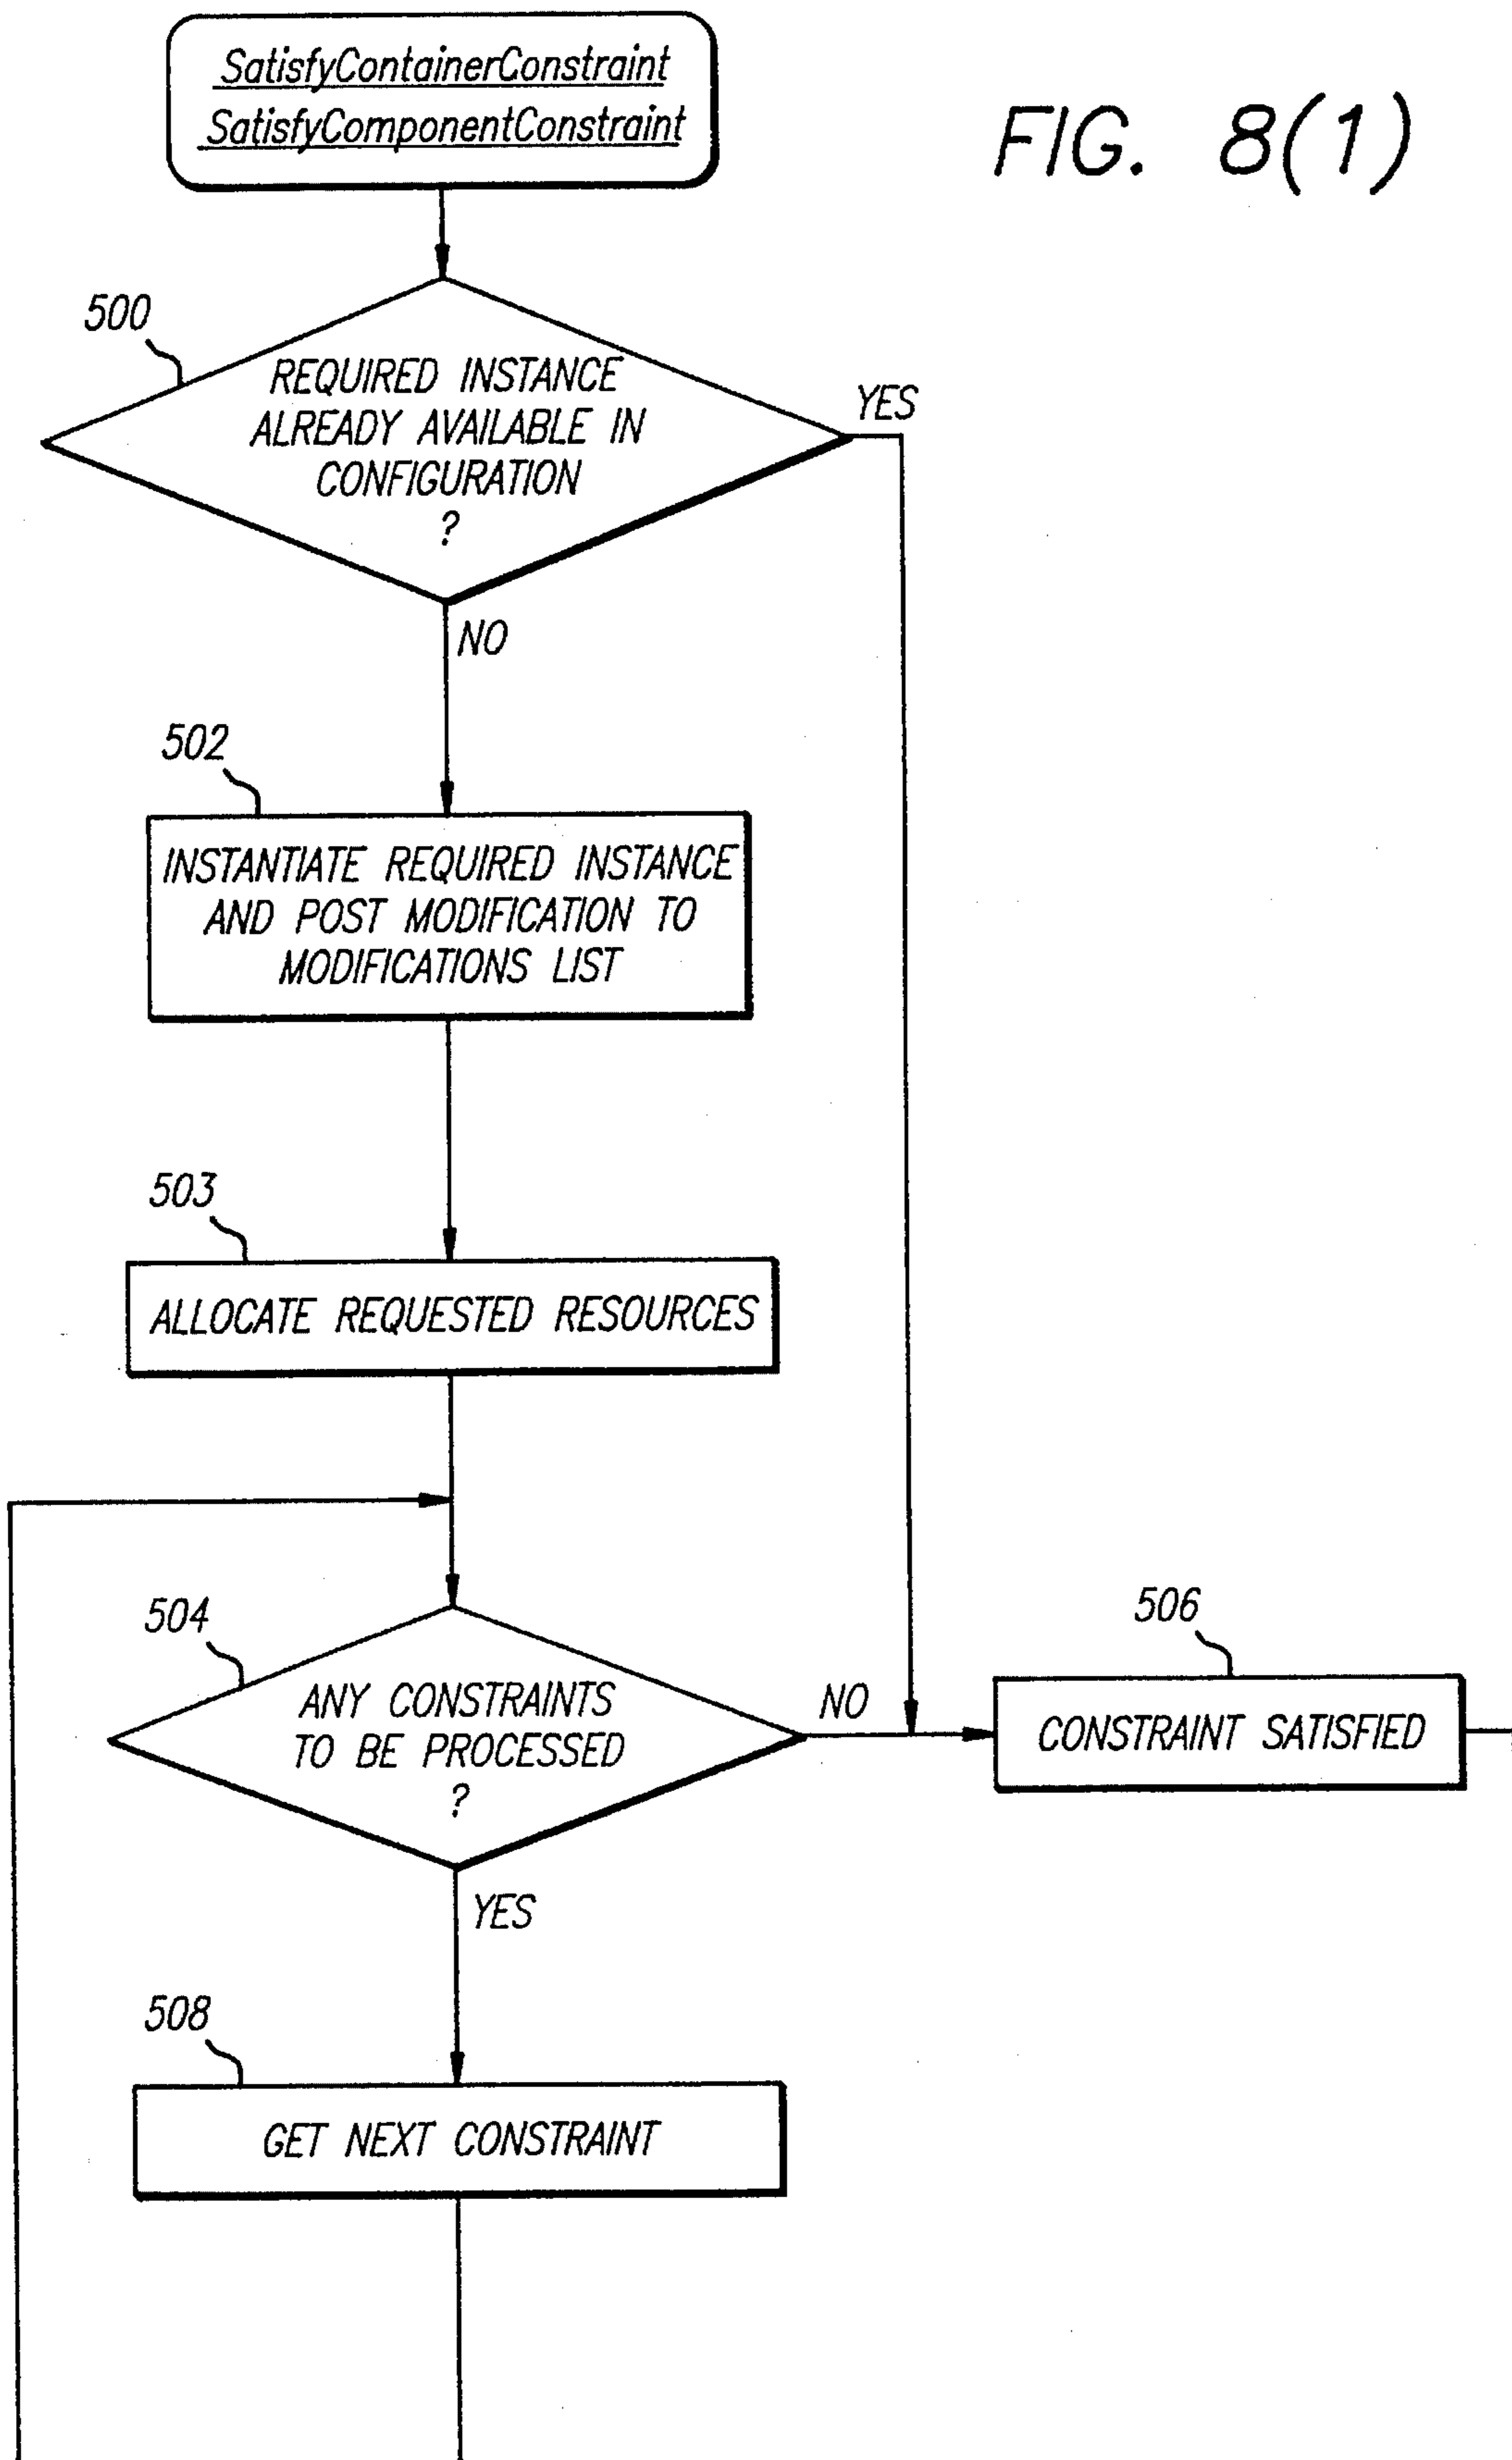 SatisfyContainerConstraint
SatisfyComponentConstraint
FIG. 8(1)
500
REQUIRED INSTANCE
ALREADY AVAILABLE IN
CONFIGURATION
?
YES
NO
502
INSTANTIATE REQUIRED INSTANCE
AND POST MODIFICATION TO
MODIFICATIONS LIST
503
ALLOCATE REQUESTED RESOURCES
504
ANY CONSTRAINTS
TO BE PROCESSED
?
NO
506
CONSTRAINT SATISFIED
YES
508
GET NEXT CONSTRAINT